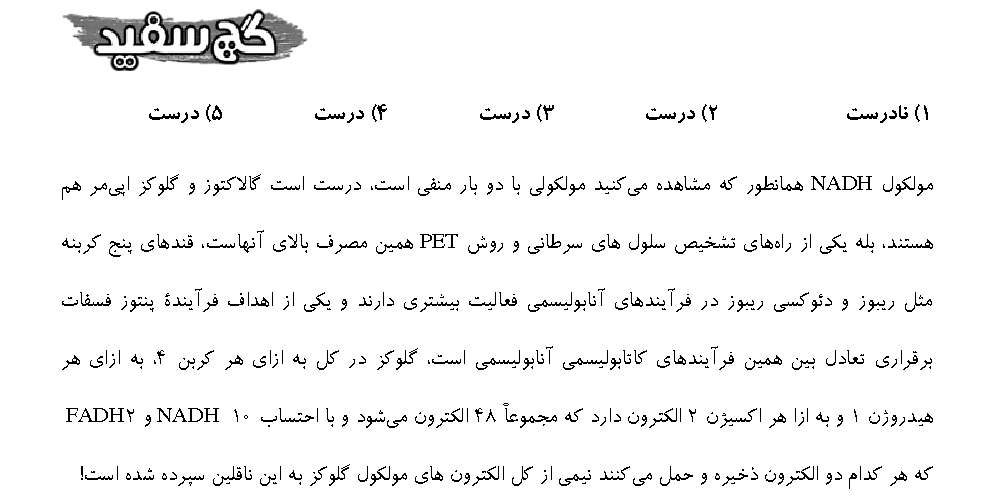 گچ سفید
۱) نادرست ۲) درست ۳) درست ۴) درست ۵) درست
مولکول NADH همانطور که مشاهده می‌کنید مولکولی با دو بار منفی است، درست است گالاکتوز و گلوکز اپی‌مر هم
هستند، بله یکی از راه‌های تشخیص سلول های سرطانی و روش PET همین مصرف بالای آنهاست، قندهای پنج کربنه
مثل ریبوز و دئوکسی ریبوز در فرآیندهای آنابولیسمی فعالیت بیشتری دارند و یکی از اهداف فرآیندهٔ پنتوز فسفات
برقراری تعادل بین همین فرآیندهای کاتابولیسمی آنابولیسمی است، گلوکز در کل به ازای هر کربن ۴، به ازای هر
هیدروژن ۱ و به ازا هر اکسیژن ۲ الکترون دارد که مجموعاً ۴۸ الکترون می‌شود و با احتساب ۱۰ NADH و FADH۲
که هر کدام دو الکترون ذخیره و حمل می‌کنند نیمی از کل الکترون های مولکول گلوکز به این ناقلین سپرده شده است!